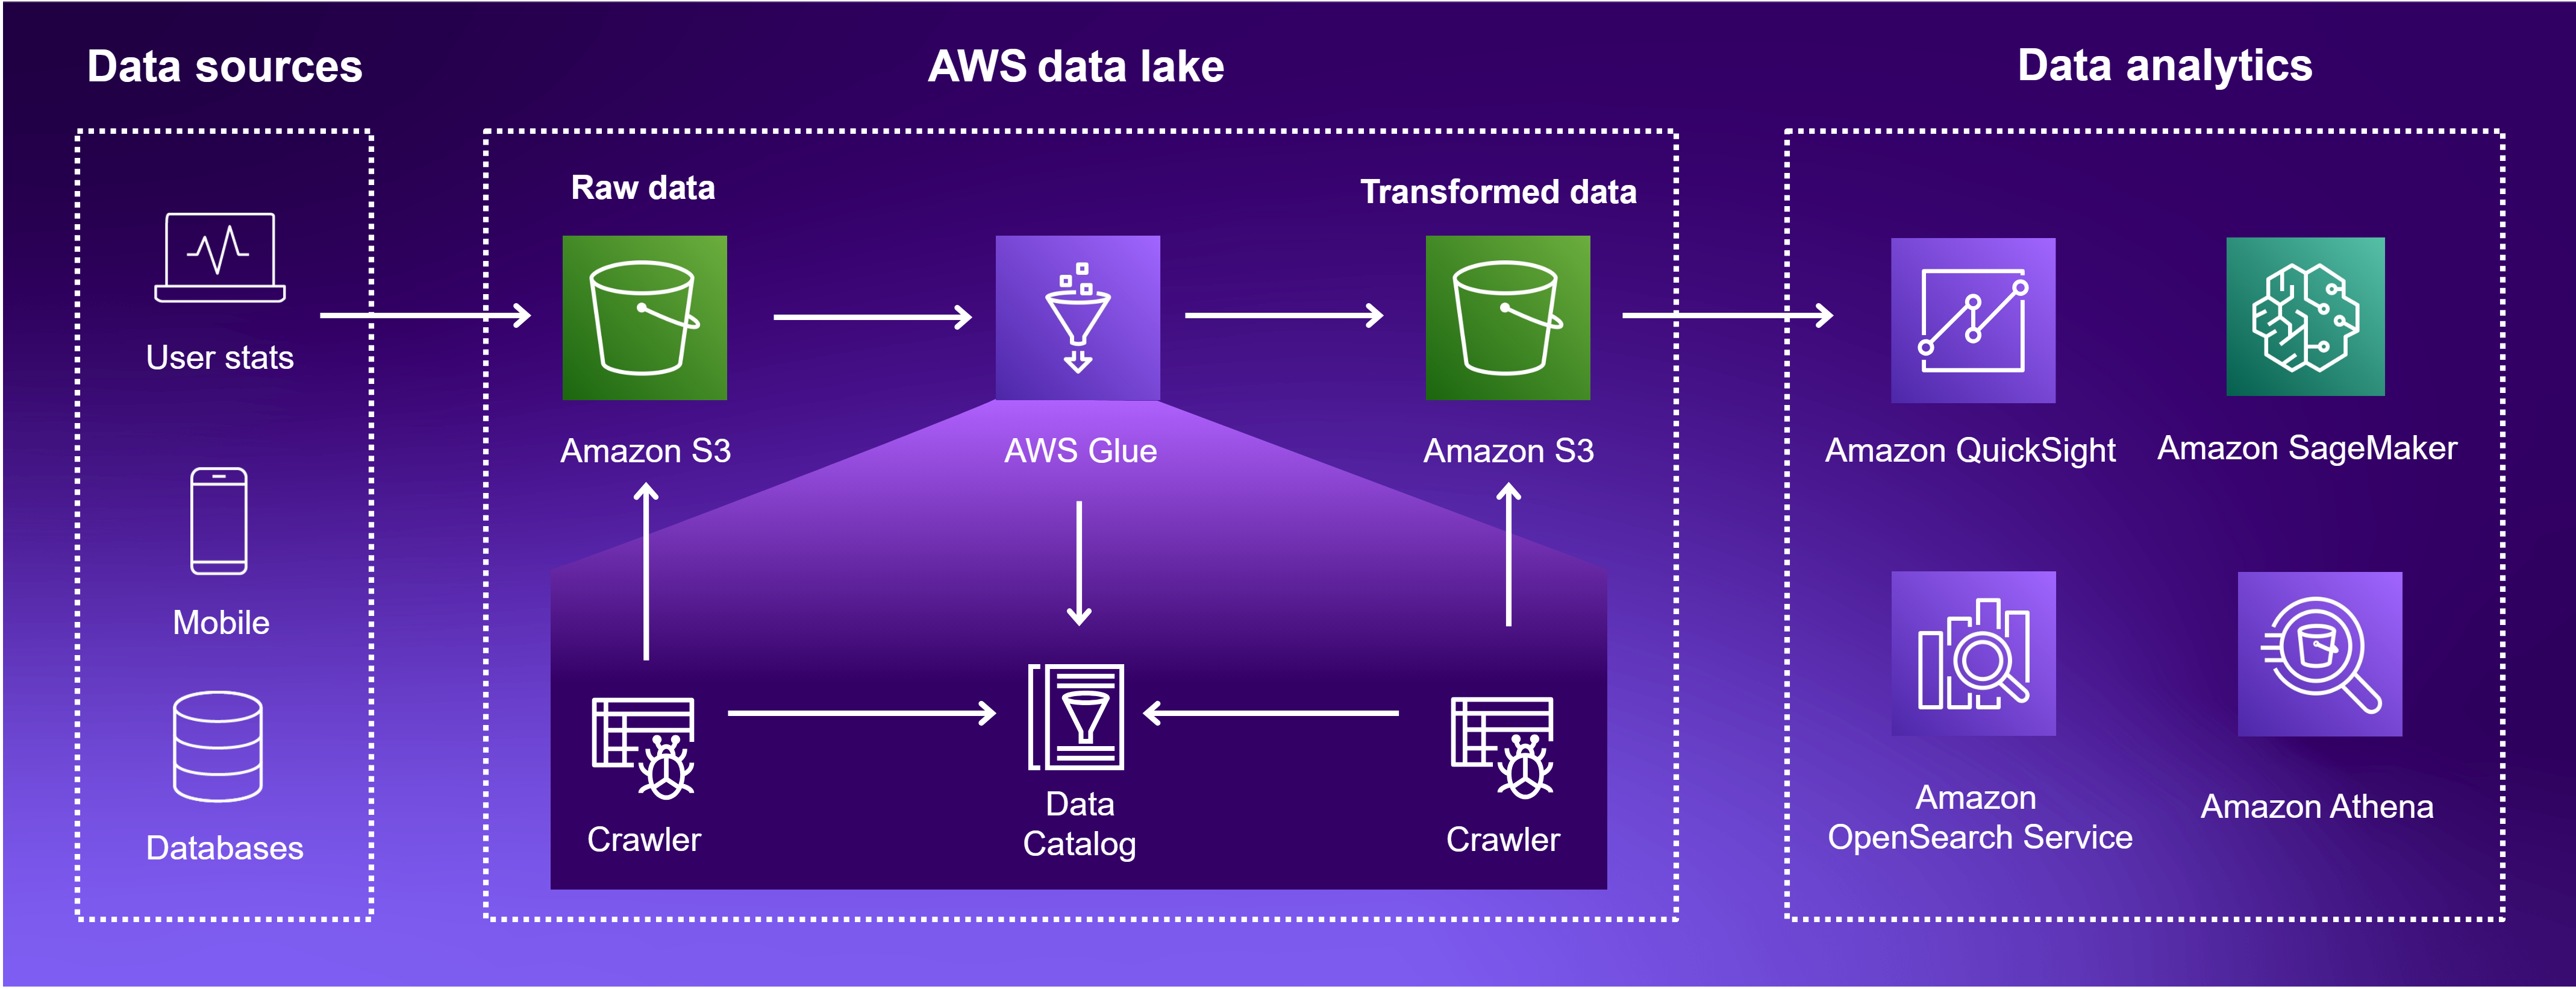 Data sources
AWS data lake
Data analytics
User stats
Mobile
Databases
Raw data
Transformed data
Amazon S3
AWS Glue
Amazon S3
Crawler
Data
Catalog
Crawler
Amazon QuickSight
Amazon SageMaker
Amazon
OpenSearch Service
Amazon Athena